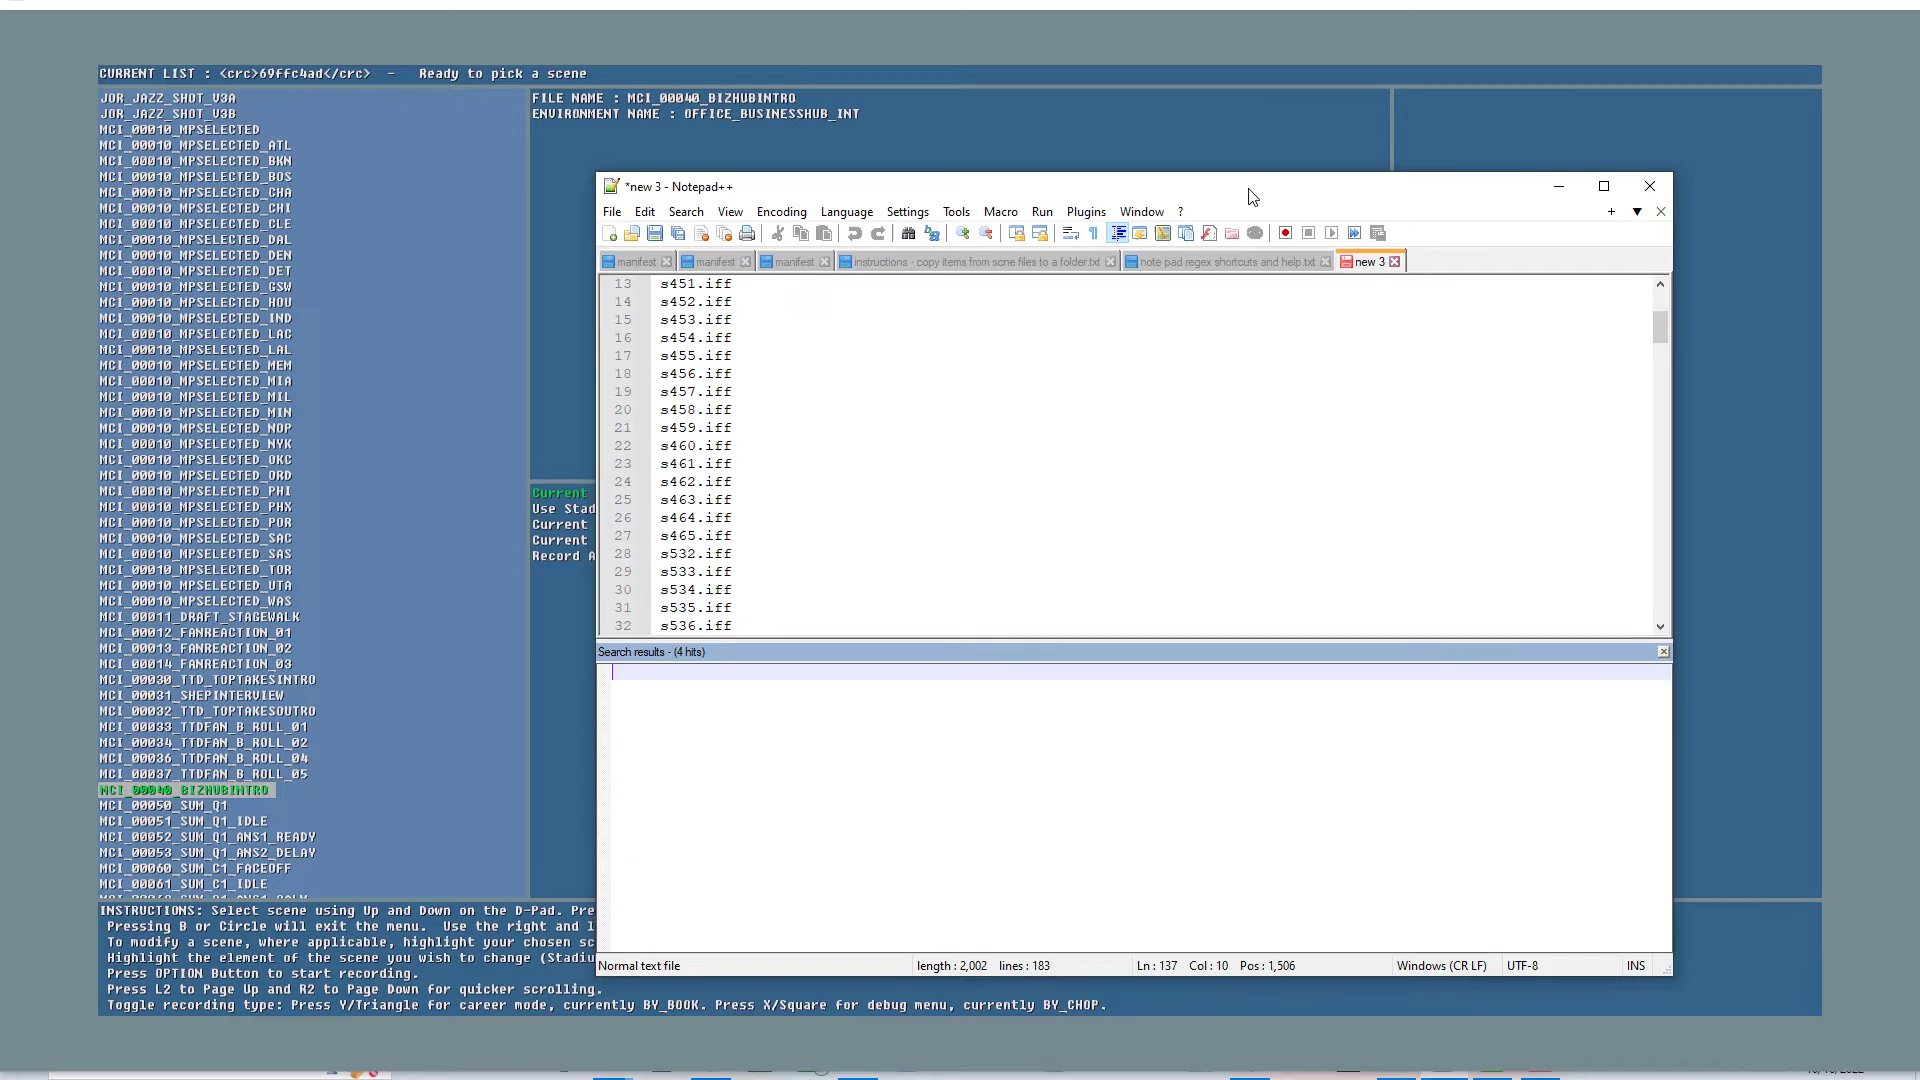 CURRENT LIST : <crc>69ffc4ad</crc>  -   Ready to pick a scene
JOR_JAZZ_SHOT_V3A
JOR_JAZZ_SHOT_V3B
MCI_00010_MPSELECTED
MCI_00010_MPSELECTED_ATL
MCI_00010_MPSELECTED_BKN
MCI_00010_MPSELECTED_BOS
MCI_00010_MPSELECTED_CHA
MCI_00010_MPSELECTED_CHI
MCI_00010_MPSELECTED_CLE
MCI_00010_MPSELECTED_DAL
MCI_00010_MPSELECTED_DEN
MCI_00010_MPSELECTED_DET
MCI_00010_MPSELECTED_GSW
MCI_00010_MPSELECTED_HOU
MCI_00010_MPSELECTED_IND
MCI_00010_MPSELECTED_LAC
MCI_00010_MPSELECTED_LAL
MCI_00010_MPSELECTED_MEM
MCI_00010_MPSELECTED_MIA
MCI_00010_MPSELECTED_MIL
MCI_00010_MPSELECTED_MIN
MCI_00010_MPSELECTED_NOP
MCI_00010_MPSELECTED_NYK
MCI_00010_MPSELECTED_OKC
MCI_00010_MPSELECTED_ORD
MCI_00010_MPSELECTED_PHI
MCI_00010_MPSELECTED_PHX
MCI_00010_MPSELECTED_POR
MCI_00010_MPSELECTED_SAC
MCI_00010_MPSELECTED_SAS
MCI_00010_MPSELECTED_TOR
MCI_00010_MPSELECTED_UTA
MCI_00010_MPSELECTED_WAS
MCI_00011_DRAFT_STAGEWALK
MCI_00012_FANREACTION_01
MCI_00013_FANREACTION_02
MCI_00014_FANREACTION_03
MCI_00030_TTD_TOPTAKESINTRO
MCI_00031_SHEPINTERVIEW
MCI_00032_TTD_TOPTAKESOUTRO
MCI_00033_TTDFAN_B_ROLL_01
MCI_00034_TTDFAN_B_ROLL_02
MCI_00036_TTDFAN_B_ROLL_04
MCI_00037_TTDFAN_B_ROLL_05
MCI_00040_BIZHUBINTRO
MCI_00050_SUM_Q1
MCI_00051_SUM_Q1_IDLE
MCI_00052_SUM_Q1_ANS1_READY
MCI_00053_SUM_Q1_ANS2_DELAY
MCI_00060_SUM_C1_FACEOFF
MCI_00061_SUM_C1_IDLE
FILE NAME : MCI_00040_BIZHUBINTRO
ENVIRONMENT NAME : OFFICE_BUSINESSHUB_INT
Current
Use Stad
Current
Current
Record A
*new 3 - Notepad++
File Edit Search View Encoding Language Settings Tools Macro Run Plugins Window ?
manifest manifest manifest instructions - copy items from scne files to a folder.txt note pad regex shortcuts and help.txt new 3
13 s451.iff
14 s452.iff
15 s453.iff
16 s454.iff
17 s455.iff
18 s456.iff
19 s457.iff
20 s458.iff
21 s459.iff
22 s460.iff
23 s461.iff
24 s462.iff
25 s463.iff
26 s464.iff
27 s465.iff
28 s532.iff
29 s533.iff
30 s534.iff
31 s535.iff
32 s536.iff
Search results - (4 hits)
Normal text file length : 2,002 lines : 183 Ln : 137 Col : 10 Pos : 1,506 Windows (CR LF) UTF-8 INS
INSTRUCTIONS: Select scene using Up and Down on the D-Pad. Pre
Pressing B or Circle will exit the menu.  Use the right and l
To modify a scene, where applicable, highlight your chosen sc
Highlight the element of the scene you wish to change (Stadiu
Press OPTION Button to start recording.
Press L2 to Page Up and R2 to Page Down for quicker scrolling.
Toggle recording type: Press Y/Triangle for career mode, currently BY_BOOK. Press X/Square for debug menu, currently BY_CHOP.